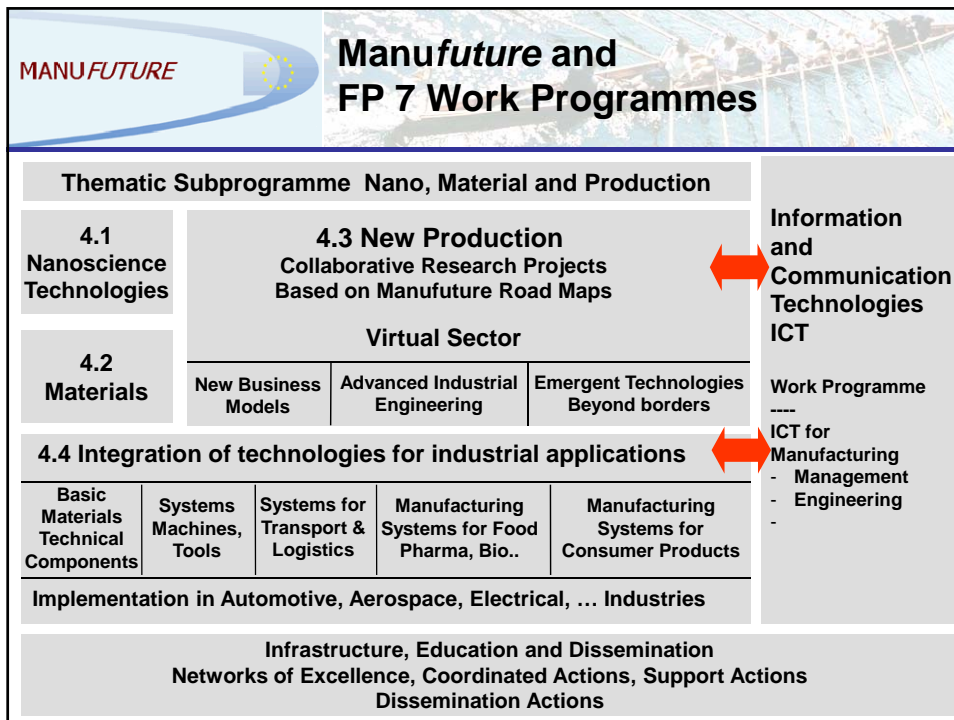 MANUFUTURE
Manufuture and
FP 7 Work Programmes
Thematic Subprogramme Nano, Material and Production
4.1
Nanoscience
Technologies
4.2
Materials
4.3 New Production
Collaborative Research Projects
Based on Manufuture Road Maps
Virtual Sector
New Business
Models
Advanced Industrial
Engineering
Emergent Technologies
Beyond borders
4.4 Integration of technologies for industrial applications
Basic
Materials
Technical
Components
Systems
Machines,
Tools
Systems for
Transport &
Logistics
Manufacturing
Systems for Food
Pharma, Bio..
Manufacturing
Systems for
Consumer Products
Implementation in Automotive, Aerospace, Electrical, … Industries
Information
and
Communication
Technologies
ICT
Work Programme
----
ICT for
Manufacturing
- Management
- Engineering
-
Infrastructure, Education and Dissemination
Networks of Excellence, Coordinated Actions, Support Actions
Dissemination Actions